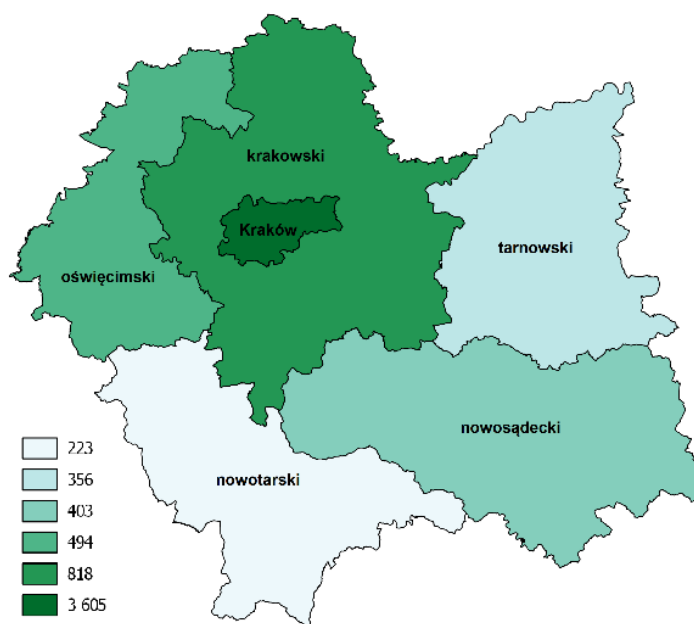 krakowski
Kraków
tarnowski
oświęcimski
nowosądecki
nowotarski
223
356
403
494
818
3 605